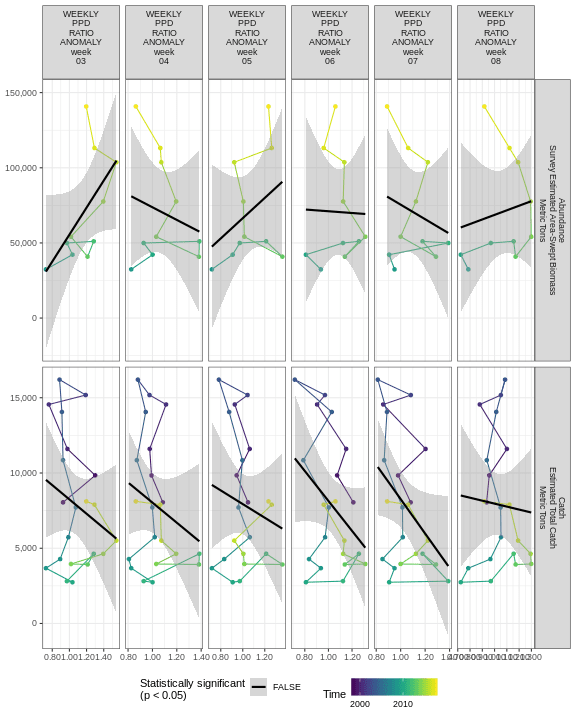 WEEKLY PPD RATIO ANOMALY week 03
WEEKLY PPD RATIO ANOMALY week 04
WEEKLY PPD RATIO ANOMALY week 05
WEEKLY PPD RATIO ANOMALY week 06
WEEKLY PPD RATIO ANOMALY week 07
WEEKLY PPD RATIO ANOMALY week 08
150,000
100,000
50,000
0
Abundance
Survey Estimated Area-Swept Biomass
Metric Tons
15,000
10,000
5,000
0
Catch
Estimated Total Catch
Metric Tons
0.80 1.00 1.20 1.40
0.80 1.00 1.20 1.40
0.80 1.00 1.20
0.80 1.00 1.20
0.80 1.00 1.20
Statistically significant
(p < 0.05)
FALSE
Time
2000 2010